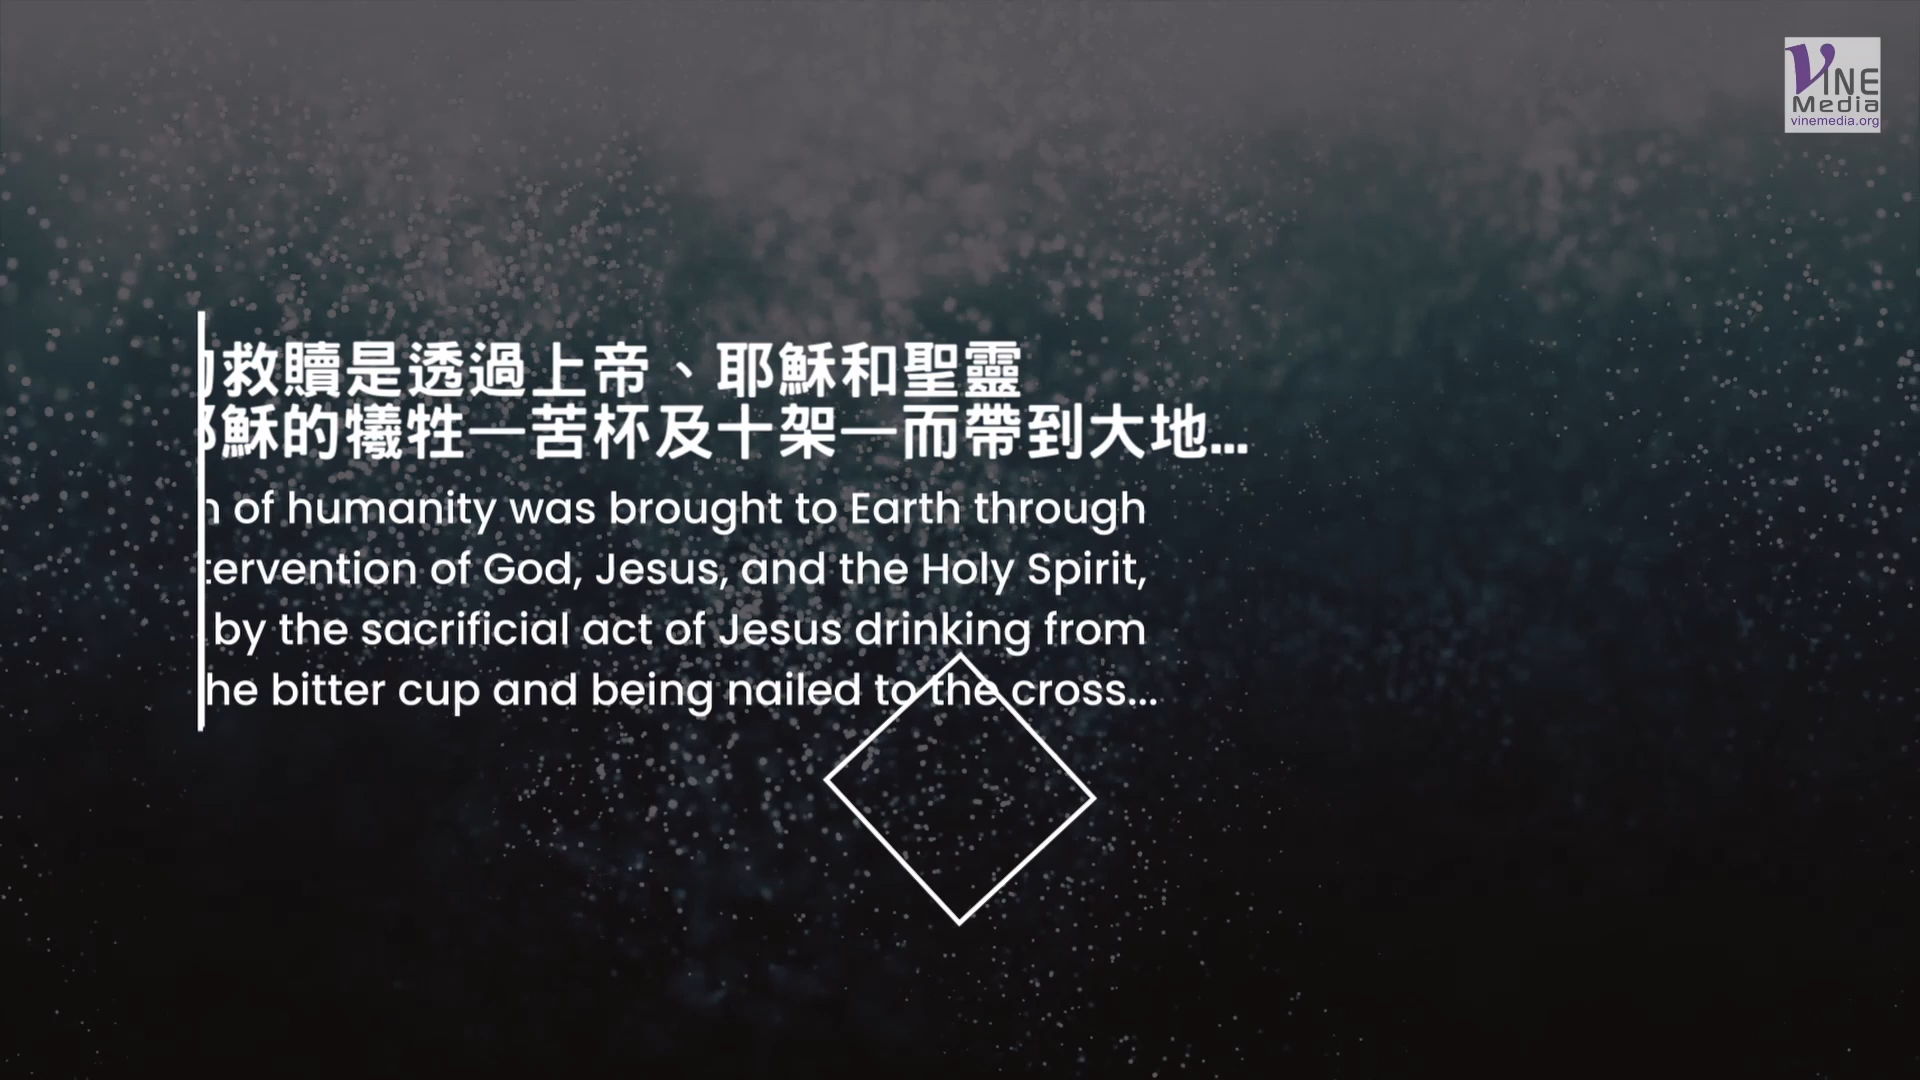 救贖是透過上帝、耶穌和聖靈
穌的犧牲—苦杯及十架—而帶到大地...
of humanity was brought to Earth through
of God, Jesus, and the Holy Spirit,
by the sacrificial act of Jesus drinking from
bitter cup and being nailed to the cross...
VINE
Media
vinemedia.org